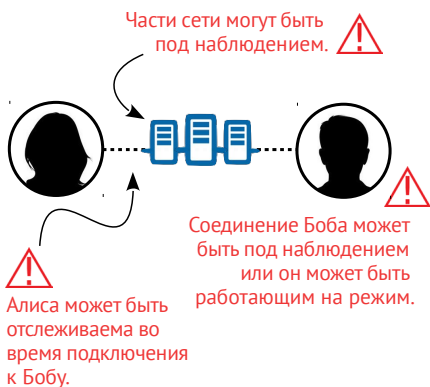 Части сети могут быть
под наблюдением.
Соединение Боба может
быть под наблюдением
или он может быть
работающим на режим.
Алиса может быть
отслеживаема во
время подключения
к Бобу.